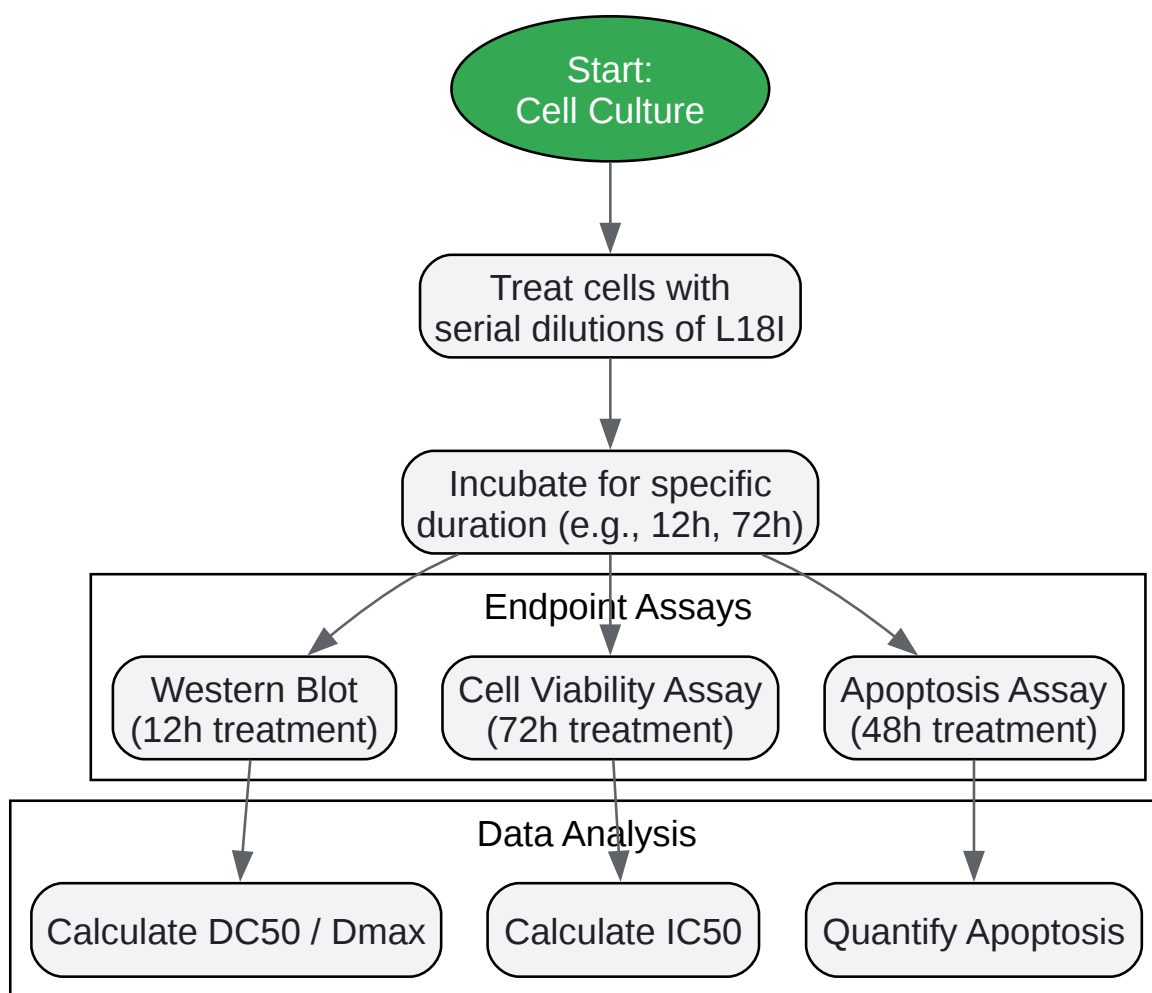 Start:
Cell Culture
Treat cells with
serial dilutions of L18I
Incubate for specific
duration (e.g., 12h, 72h)
Endpoint Assays
Western Blot
(12h treatment)
Cell Viability Assay
(72h treatment)
Apoptosis Assay
(48h treatment)
Data Analysis
Calculate DC50 / Dmax
Calculate IC50
Quantify Apoptosis